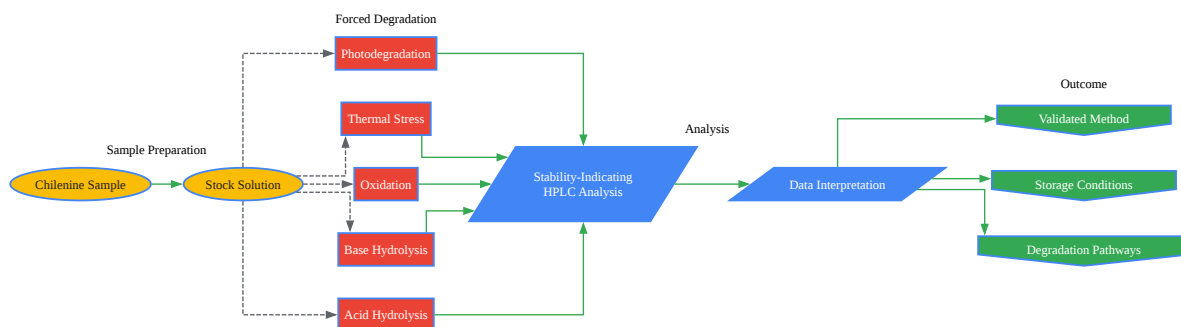 Forced Degradation
Photodegradation
Outcome
Thermal Stress
Validated Method
Analysis
Sample Preparation
Chilenine Sample
Stock Solution
Oxidation
Stability-Indicating
HPLC Analysis
Data Interpretation
Storage Conditions
Base Hydrolysis
Degradation Pathways
Acid Hydrolysis